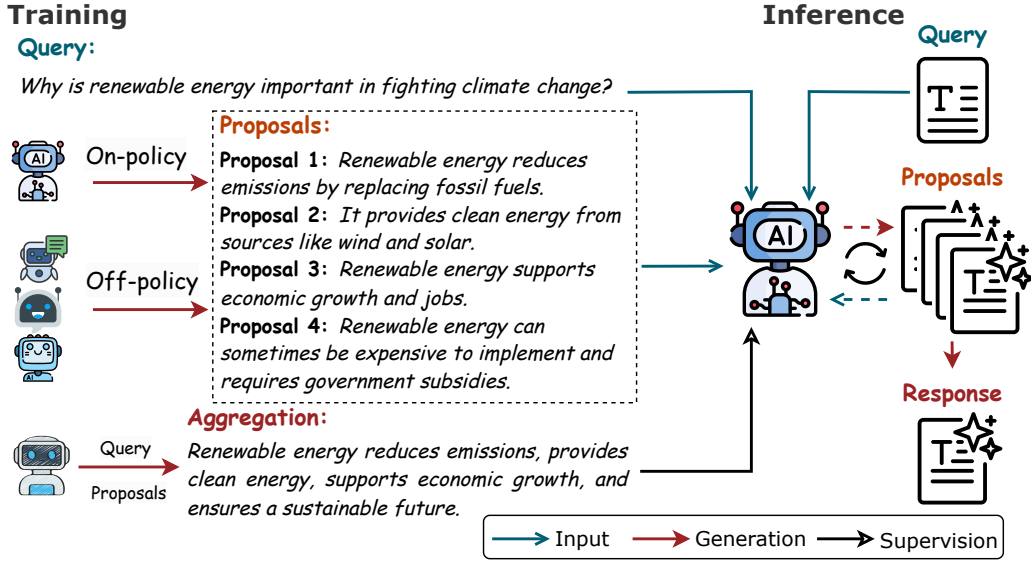 Training
Query:
Why is renewable energy important in fighting climate change?
On-policy
Off-policy
AI
AI
Proposals:
Proposal 1: Renewable energy reduces
emissions by replacing fossil fuels.
Proposal 2: It provides clean energy from
sources like wind and solar.
Proposal 3: Renewable energy supports
economic growth and jobs.
Proposal 4: Renewable energy can
sometimes be expensive to implement and
requires government subsidies.
Aggregation:
Query
Proposals
Renewable energy reduces emissions, provides
clean energy, supports economic growth, and
ensures a sustainable future.
Inference
Query
T
AI
Proposals
T
Response
T
Input
Generation
Supervision